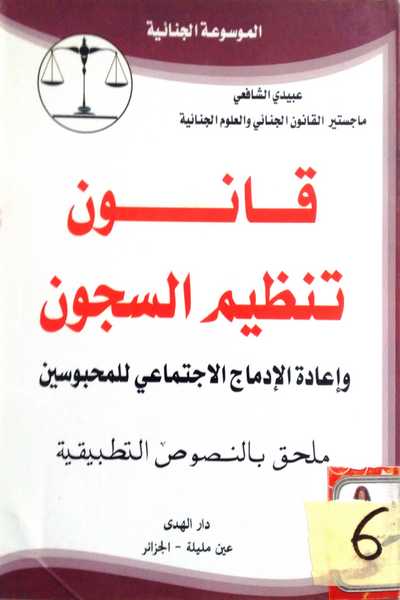 الموسوعة الجنائية
عبيدي الشافعي
ماجستير القانون الجنائي والعلوم الجنائية
قانون
تنظيم السجون
وإعادة الإدماج الاجتماعي للمحبوسين
ملحق بالنصوص التطبيقية
دار الهدى
عين مليلة - الجزائر
6